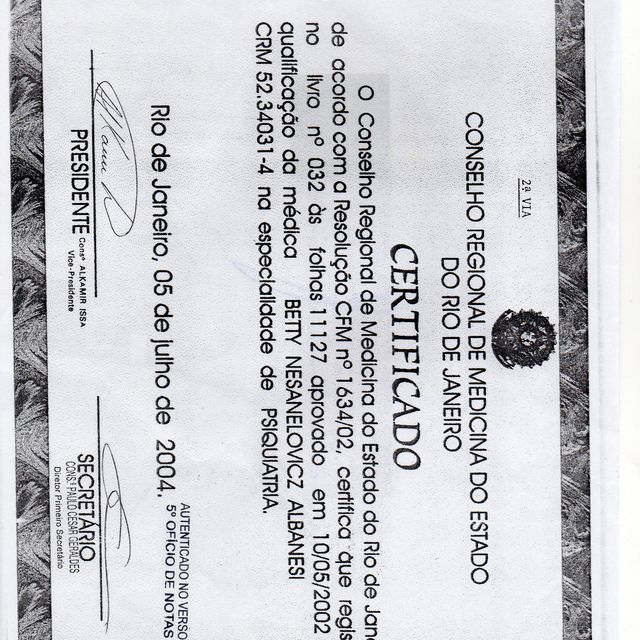 2ª VIA
CONSELHO REGIONAL DE MEDICINA DO ESTADO
DO RIO DE JANEIRO
CERTIFICADO
O Conselho Regional de Medicina do Estado do Rio de Jan
de acordo com a Resolução CFM nº 1634/02, certifica que regis
no livro nº 032 às folhas 11127 aprovado em 10/05/2002
qualificação da médica BETTY NESANELOVICZ ALBANESI
CRM 52.34031-4 na especialidade de PSIQUIATRIA.
Rio de Janeiro, 05 de julho de 2004.
AUTENTICADO NO VERSO
5º OFÍCIO DE NOTAS
PRESIDENTE Consº ALKAMIR ISSA
Vice-Presidente
SECRETÁRIO
CONS.º PAULO CESAR GERALDES
Diretor Primeiro Secretário